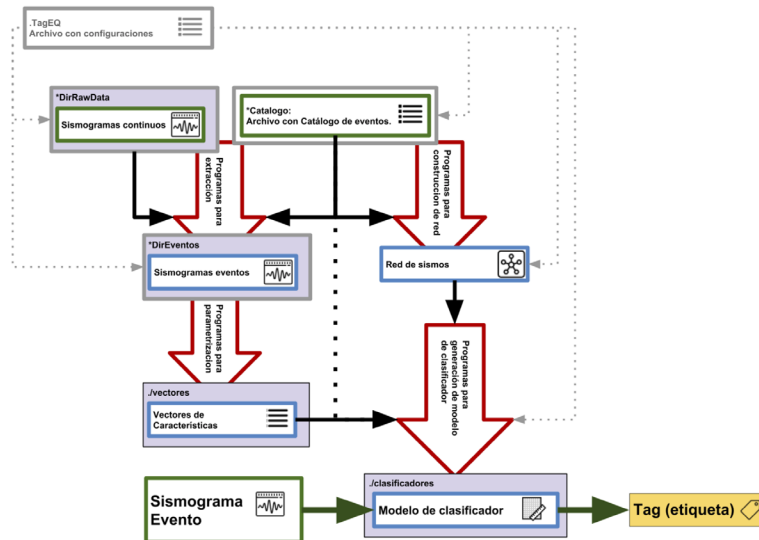 .TagEQ
Archivo con configuraciones
*DirRawData
Sismogramas continuos
*Catalogo:
Archivo con Catálogo de eventos.
Programas para
extracción
Programas para
construccion de red
*DirEventos
Sismogramas eventos
Red de sismos
Programas para
parametrizacion
Programas para
generación de modelo
de clasificador
./vectores
Vectores de
Características
./clasificadores
Sismograma
Evento
Modelo de clasificador
Tag (etiqueta)